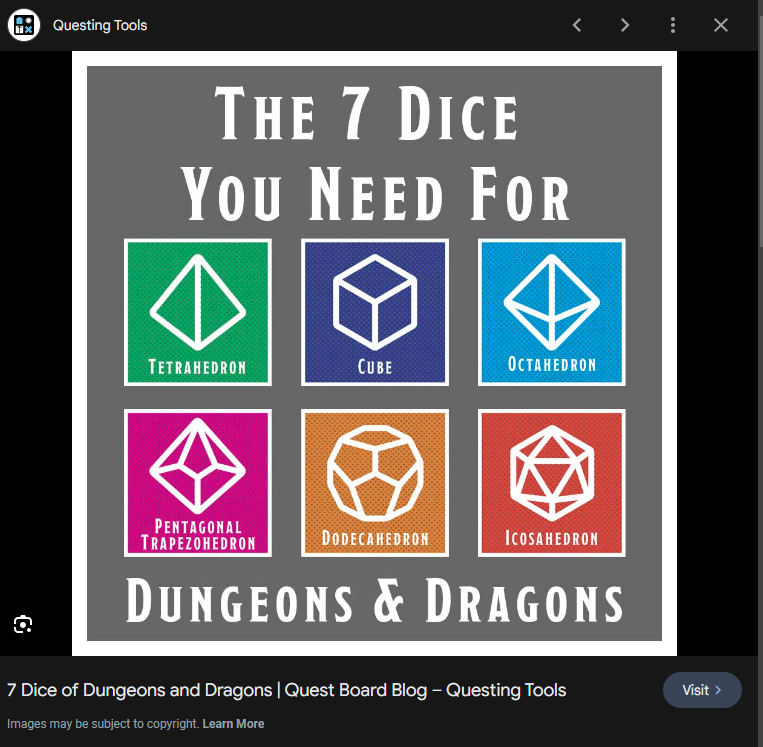 Questing Tools
THE 7 DICE
YOU NEED FOR
TETRAHEDRON
CUBE
OCTAHEDRON
PENTAGONAL
TRAPEZOHEDRON
DODECAHEDRON
ICOSAHEDRON
DUNGEONS & DRAGONS
7 Dice of Dungeons and Dragons | Quest Board Blog – Questing Tools
Visit
Images may be subject to copyright. Learn More